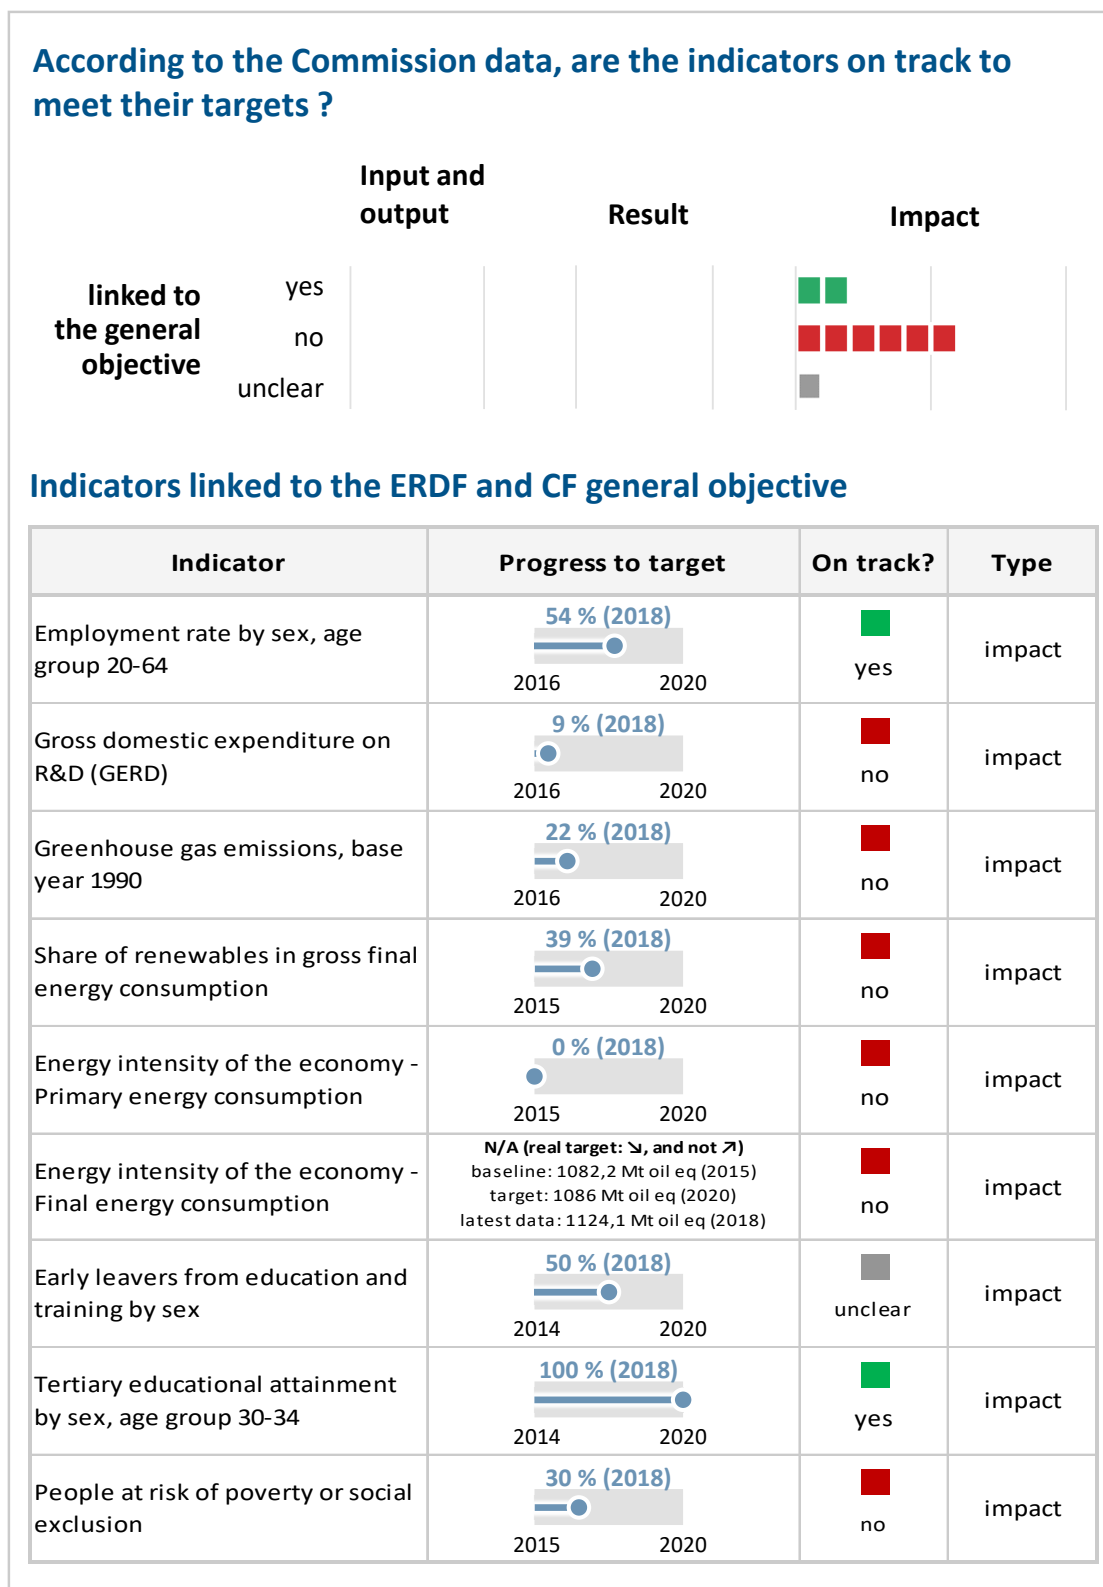 According to the Commission data, are the indicators on track to
meet their targets ?
Input and
output
Result
Impact
linked to
the general
objective
yes
no
unclear
Indicators linked to the ERDF and CF general objective
Indicator
Progress to target
On track?
Type
Employment rate by sex, age
group 20-64
54 % (2018)
2016
2020
yes
impact
Gross domestic expenditure on
R&D (GERD)
9 % (2018)
2016
2020
no
impact
Greenhouse gas emissions, base
year 1990
22 % (2018)
2016
2020
no
impact
Share of renewables in gross final
energy consumption
39 % (2018)
2015
2020
no
impact
Energy intensity of the economy -
Primary energy consumption
0 % (2018)
2015
2020
no
impact
Energy intensity of the economy -
Final energy consumption
N/A (real target: ↘, and not ↗)
baseline: 1082,2 Mt oil eq (2015)
target: 1086 Mt oil eq (2020)
latest data: 1124,1 Mt oil eq (2018)
no
impact
Early leavers from education and
training by sex
50 % (2018)
2014
2020
unclear
impact
Tertiary educational attainment
by sex, age group 30-34
100 % (2018)
2014
2020
yes
impact
People at risk of poverty or social
exclusion
30 % (2018)
2015
2020
no
impact